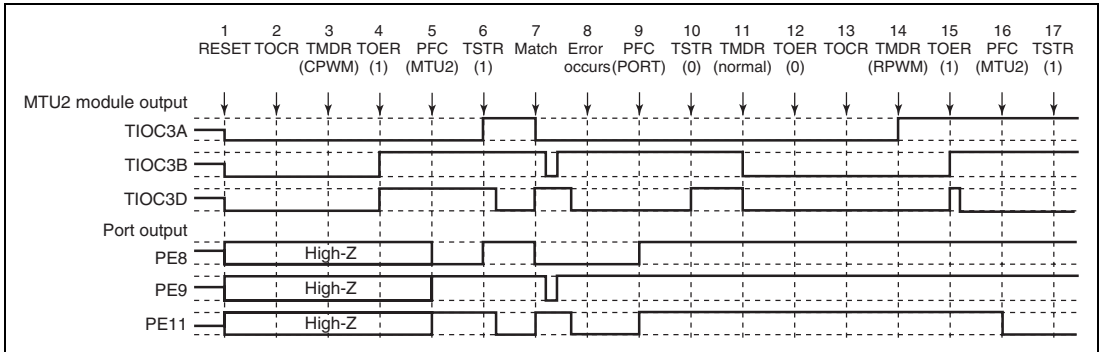 1 2 3 4 5 6 7 8 9 10 11 12 13 14 15 16 17
RESET TOCR TMDR TOER PFC TSTR Match Error PFC TSTR TMDR TOER TOCR TMDR TOER PFC TSTR
(CPWM) (1) (MTU2) (1) occurs (PORT) (0) (normal) (0) (RPWM) (1) (MTU2) (1)
MTU2 module output
TIOC3A
TIOC3B
TIOC3D
Port output
PE8 High-Z
PE9 High-Z
PE11 High-Z